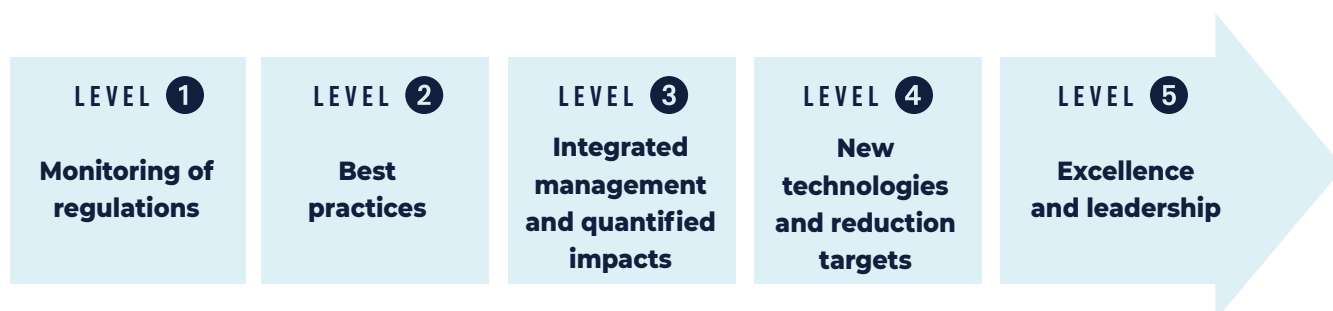 LEVEL 1
Monitoring of
regulations
LEVEL 2
Best
practices
LEVEL 3
Integrated
management
and quantified
impacts
LEVEL 4
New
technologies
and reduction
targets
LEVEL 5
Excellence
and leadership